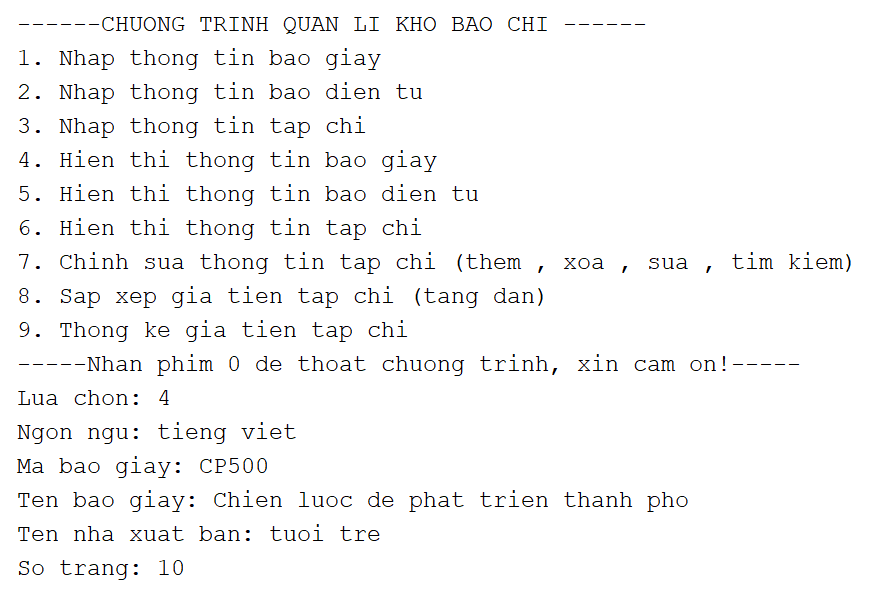 ------CHUONG TRINH QUAN LI KHO BAO CHI ------
1. Nhap thong tin bao giay
2. Nhap thong tin bao dien tu
3. Nhap thong tin tap chi
4. Hien thi thong tin bao giay
5. Hien thi thong tin bao dien tu
6. Hien thi thong tin tap chi
7. Chinh sua thong tin tap chi (them , xoa , sua , tim kiem)
8. Sap xep gia tien tap chi (tang dan)
9. Thong ke gia tien tap chi
-----Nhan phim 0 de thoat chuong trinh, xin cam on!-----
Lua chon: 4
Ngon ngu: tieng viet
Ma bao giay: CP500
Ten bao giay: Chien luoc de phat trien thanh pho
Ten nha xuat ban: tuoi tre
So trang: 10